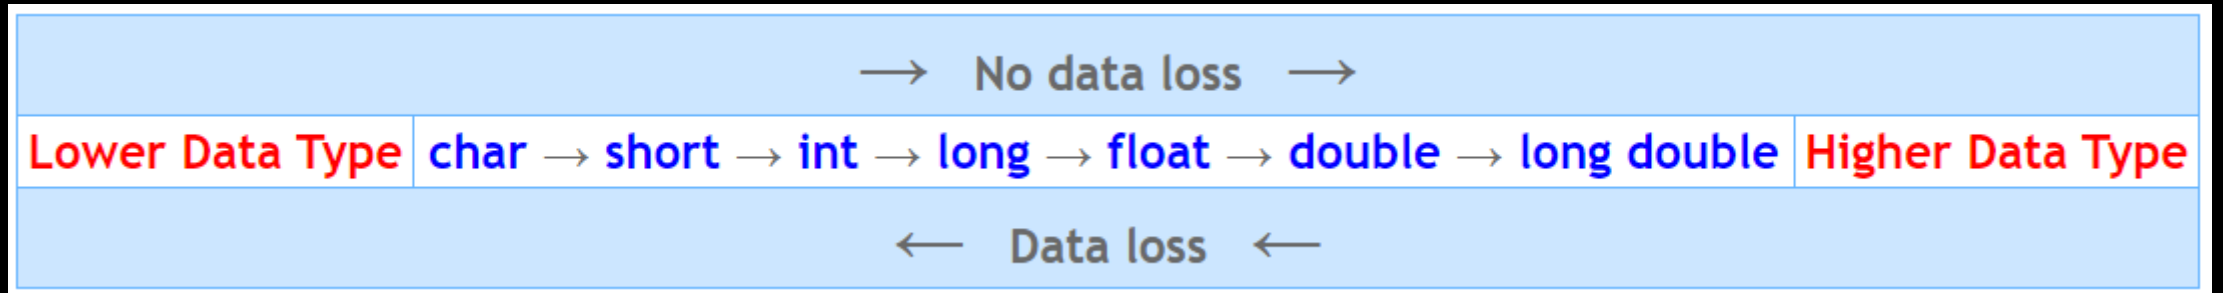 → No data loss →
Lower Data Type char → short → int → long → float → double → long double Higher Data Type
← Data loss ←